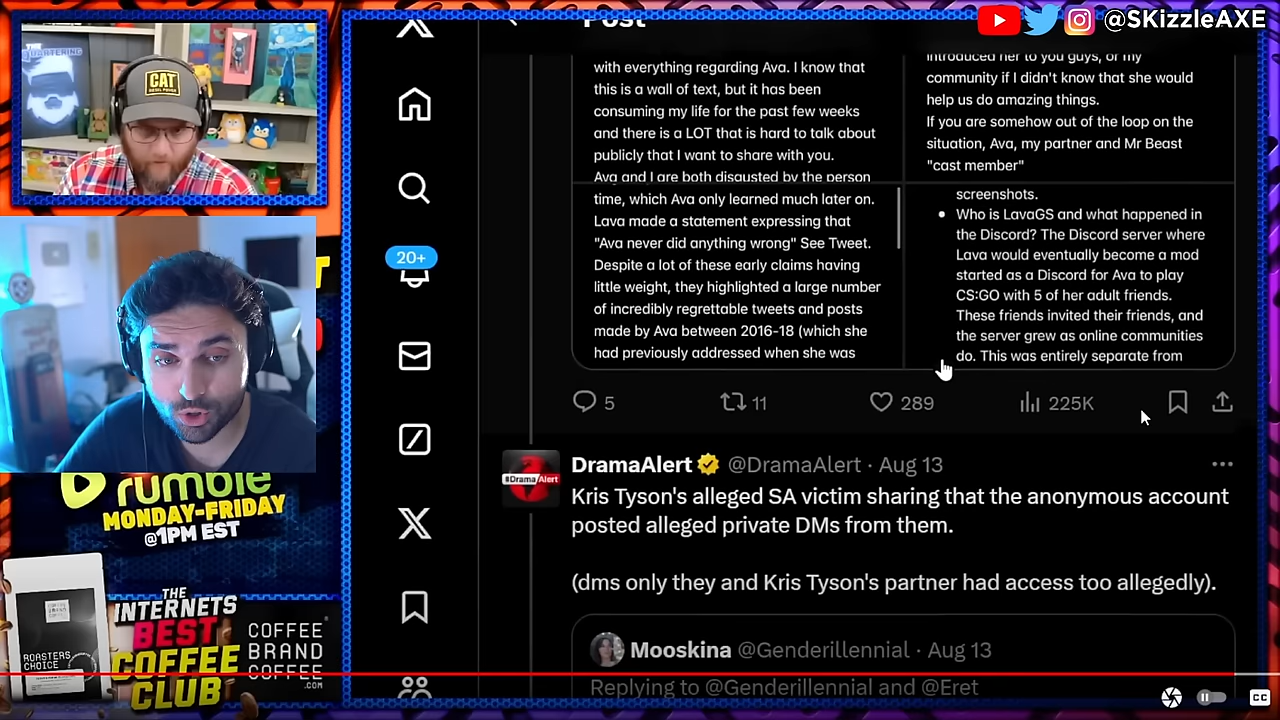 @SKizzleAXE
THE
QUARTERING
CAT
DIESEL POWER
Post
with everything regarding Ava. I know that
this is a wall of text, but it has been
consuming my life for the past few weeks
and there is a LOT that is hard to talk about
publicly that I want to share with you.
Ava and I are both disgusted by the person
introduced her to you guys, or my
community if I didn't know that she would
help us do amazing things.
If you are somehow out of the loop on the
situation, Ava, my partner and Mr Beast
"cast member"
time, which Ava only learned much later on.
Lava made a statement expressing that
"Ava never did anything wrong" See Tweet.
Despite a lot of these early claims having
little weight, they highlighted a large number
of incredibly regrettable tweets and posts
made by Ava between 2016-18 (which she
had previously addressed when she was
screenshots.
• Who is LavaGS and what happened in
the Discord? The Discord server where
Lava would eventually become a mod
started as a Discord for Ava to play
CS:GO with 5 of her adult friends.
These friends invited their friends, and
the server grew as online communities
do. This was entirely separate from
20+
5
11
289
225K
#DramaAlert
DramaAlert @DramaAlert · Aug 13
Kris Tyson's alleged SA victim sharing that the anonymous account
posted alleged private DMs from them.
(dms only they and Kris Tyson's partner had access too allegedly).
Mooskina @Genderillennial · Aug 13
Replying to @Genderillennial and @Eret
rumble
MONDAY-FRIDAY
@1PM EST
THE
INTERNETS
BEST
COFFEE
CLUB
COFFEE
BRAND
COFFEE
.COM
ROASTERS
CHOICE
CC